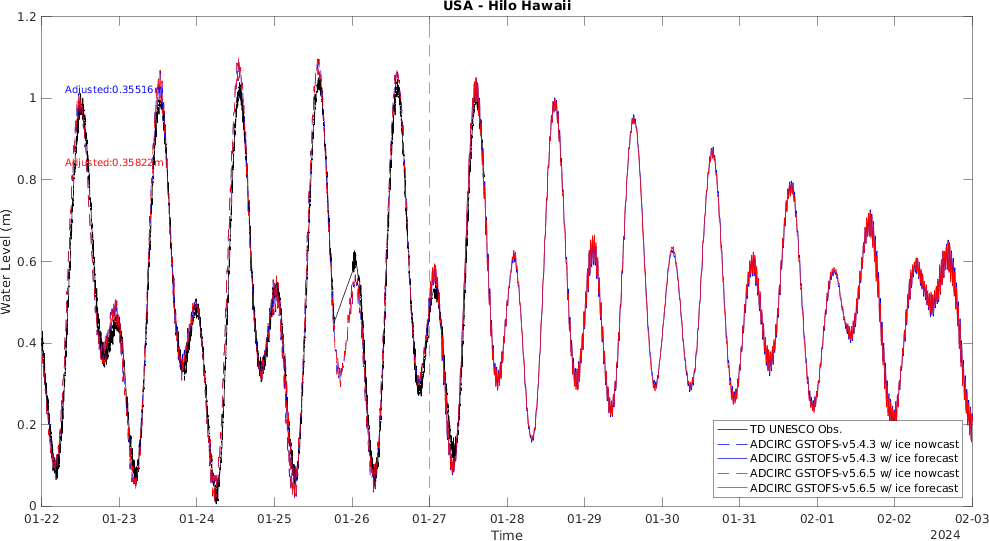 USA - Hilo Hawaii
1.2
1
0.8
0.6
0.4
0.2
0
Water Level (m)
Adjusted:0.35516m
Adjusted:0.35822m
TD UNESCO Obs.
ADCIRC GSTOFS-v5.4.3 w/ ice nowcast
ADCIRC GSTOFS-v5.4.3 w/ ice forecast
ADCIRC GSTOFS-v5.6.5 w/ ice nowcast
ADCIRC GSTOFS-v5.6.5 w/ ice forecast
01-22 01-23 01-24 01-25 01-26 01-27 01-28 01-29 01-30 01-31 02-01 02-02 02-03
Time
2024